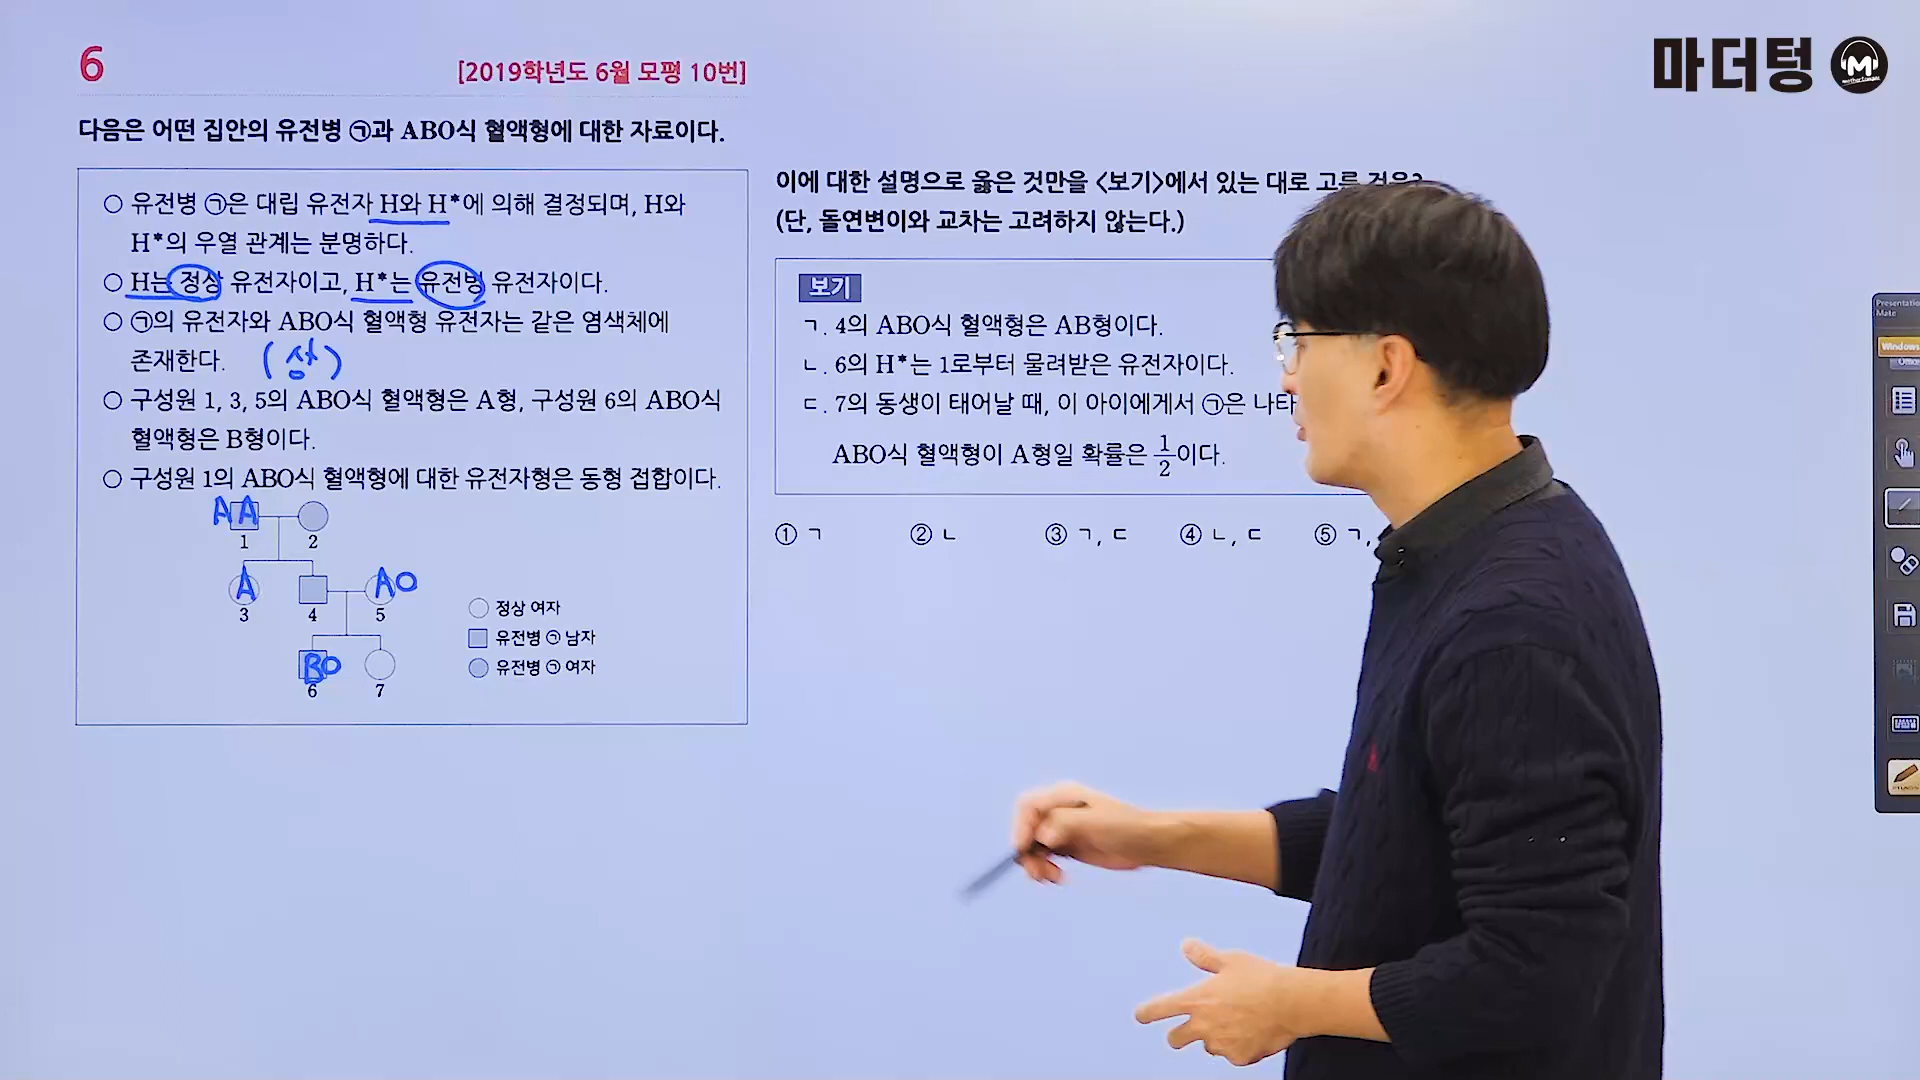 마더텅
6
[2019학년도 6월 모평 10번]
다음은 어떤 집안의 유전병 ㉠과 ABO식 혈액형에 대한 자료이다.
○ 유전병 ㉠은 대립 유전자 H와 H*에 의해 결정되며, H와
H*의 우열 관계는 분명하다.
○ H는 정상 유전자이고, H*는 유전병 유전자이다.
○ ㉠의 유전자와 ABO식 혈액형 유전자는 같은 염색체에
존재한다. (상)
○ 구성원 1, 3, 5의 ABO식 혈액형은 A형, 구성원 6의 ABO식
혈액형은 B형이다.
○ 구성원 1의 ABO식 혈액형에 대한 유전자형은 동형 접합이다.
AA
1 2
A AO
3 4 5
BO
6 7
정상 여자
유전병 ㉠ 남자
유전병 ㉠ 여자
이에 대한 설명으로 옳은 것만을 <보기>에서 있는 대로 고른 것은?
(단, 돌연변이와 교차는 고려하지 않는다.)
보기
ㄱ. 4의 ABO식 혈액형은 AB형이다.
ㄴ. 6의 H*는 1로부터 물려받은 유전자이다.
ㄷ. 7의 동생이 태어날 때, 이 아이에게서 ㉠은 나타
ABO식 혈액형이 A형일 확률은 1/2이다.
① ㄱ ② ㄴ ③ ㄱ, ㄷ ④ ㄴ, ㄷ ⑤ ㄱ,
Presentation
Mate
Windows